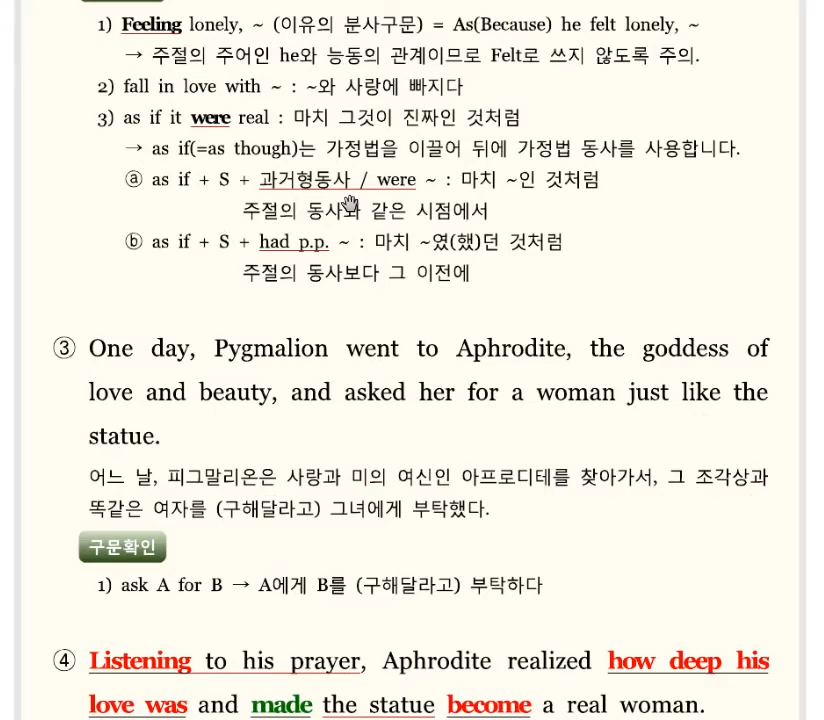 1) Feeling lonely, ~ (이유의 분사구문) = As(Because) he felt lonely, ~
→ 주절의 주어인 he와 능동의 관계이므로 Felt로 쓰지 않도록 주의.
2) fall in love with ~ : ~와 사랑에 빠지다
3) as if it were real : 마치 그것이 진짜인 것처럼
→ as if(=as though)는 가정법을 이끌어 뒤에 가정법 동사를 사용합니다.
ⓐ as if + S + 과거형동사 / were ~ : 마치 ~인 것처럼
주절의 동사와 같은 시점에서
ⓑ as if + S + had p.p. ~ : 마치 ~였(했)던 것처럼
주절의 동사보다 그 이전에
③ One day, Pygmalion went to Aphrodite, the goddess of
love and beauty, and asked her for a woman just like the
statue.
어느 날, 피그말리온은 사랑과 미의 여신인 아프로디테를 찾아가서, 그 조각상과
똑같은 여자를 (구해달라고) 그녀에게 부탁했다.
구문확인
1) ask A for B → A에게 B를 (구해달라고) 부탁하다
④ Listening to his prayer, Aphrodite realized how deep his
love was and made the statue become a real woman.